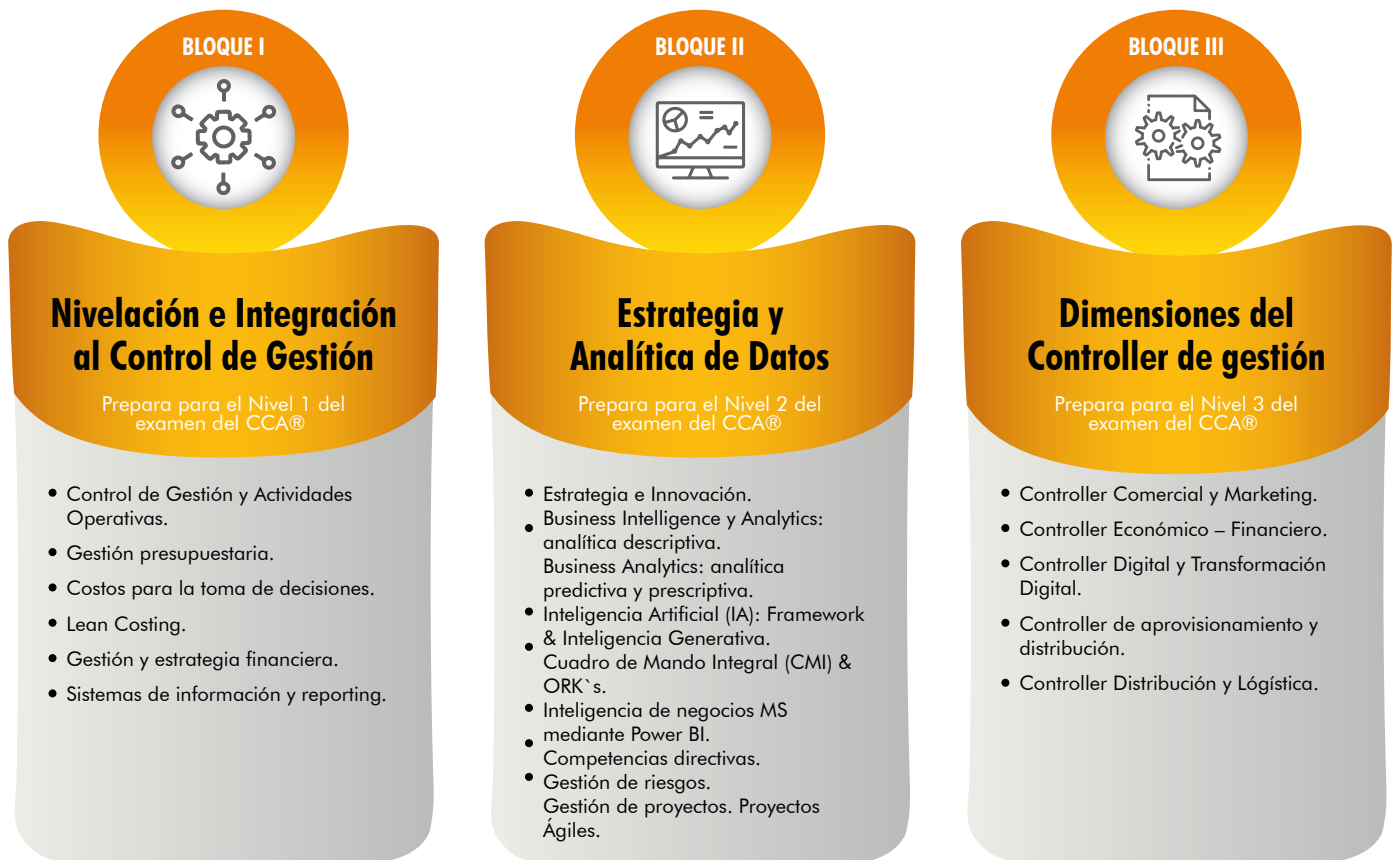 BLOQUE I
Nivelación e Integración
al Control de Gestión
Prepara para el Nivel 1 del
examen del CCA®
• Control de Gestión y Actividades
Operativas.
• Gestión presupuestaria.
• Costos para la toma de decisiones.
• Lean Costing.
• Gestión y estrategia financiera.
• Sistemas de información y reporting.
BLOQUE II
Estrategia y
Analítica de Datos
Prepara para el Nivel 2 del
examen del CCA®
• Estrategia e Innovación.
• Business Intelligence y Analytics:
analítica descriptiva.
Business Analytics: analítica
predictiva y prescriptiva.
• Inteligencia Artificial (IA): Framework
• & Inteligencia Generativa.
Cuadro de Mando Integral (CMI) &
ORK`s.
• Inteligencia de negocios MS
• mediante Power BI.
Competencias directivas.
• Gestión de riesgos.
Gestión de proyectos. Proyectos
Ágiles.
BLOQUE III
Dimensiones del
Controller de gestión
Prepara para el Nivel 3 del
examen del CCA®
• Controller Comercial y Marketing.
• Controller Económico – Financiero.
• Controller Digital y Transformación
Digital.
• Controller de aprovisionamiento y
distribución.
• Controller Distribución y Lógística.